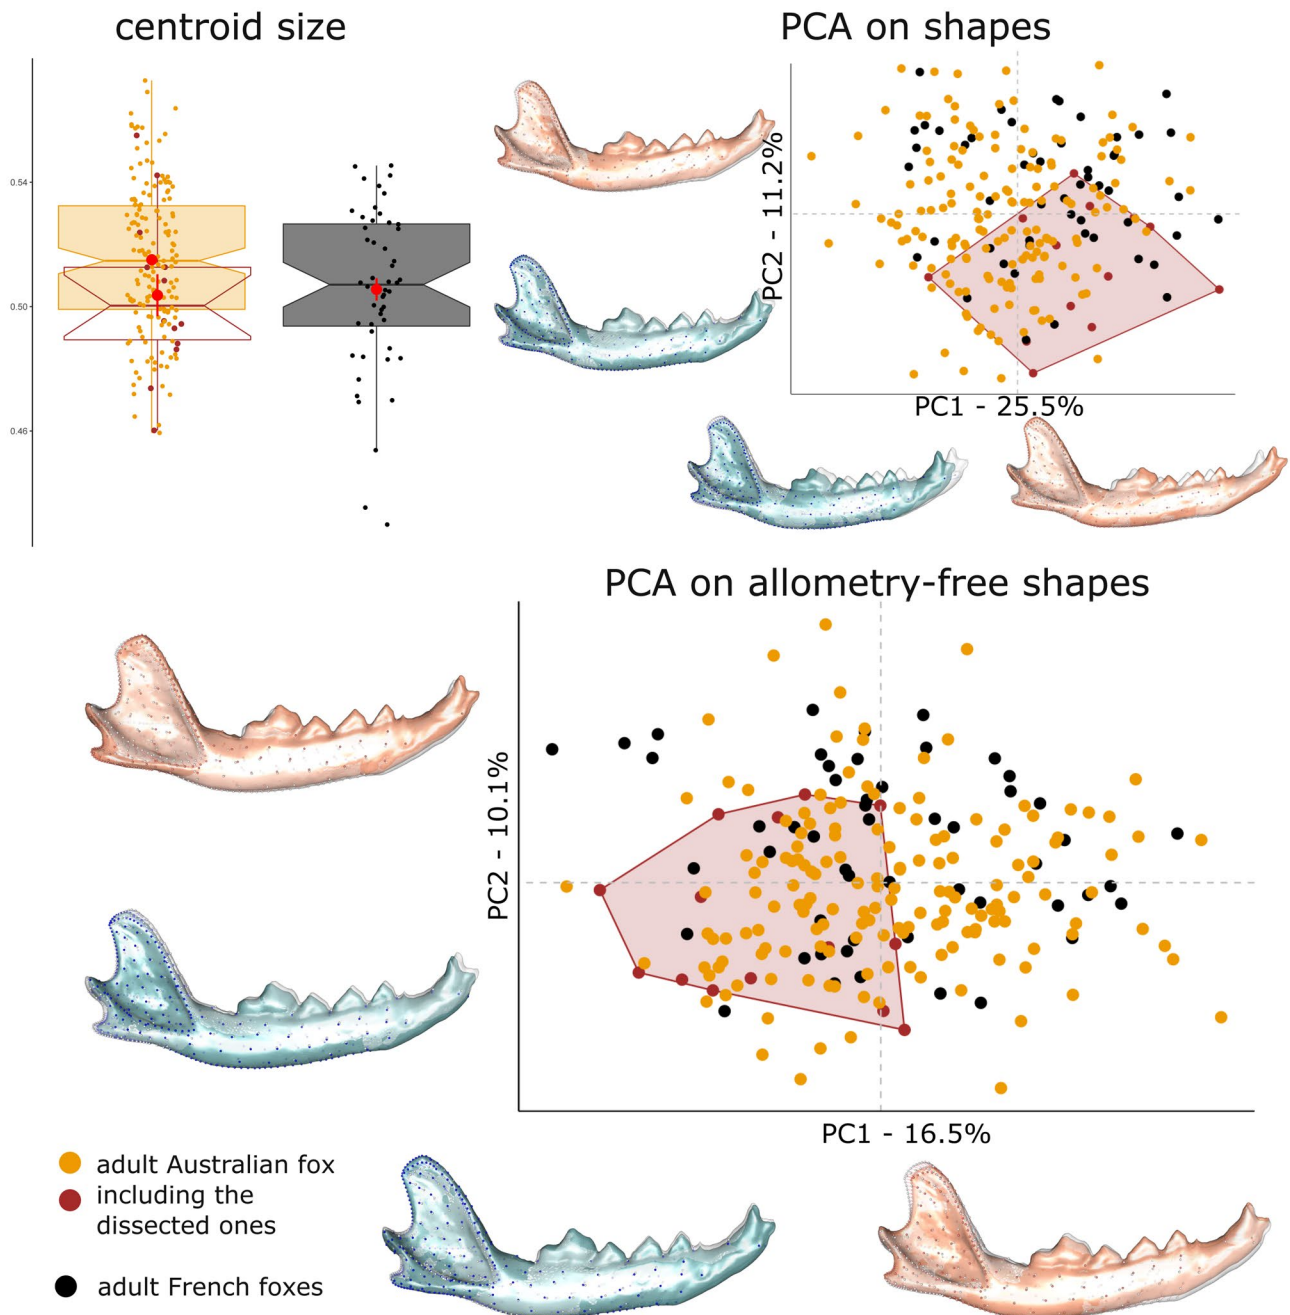 centroid size
PCA on shapes
0.54
0.50
0.46
PC2 - 11.2%
PC1 - 25.5%
PCA on allometry-free shapes
PC2 - 10.1%
PC1 - 16.5%
adult Australian fox
including the
dissected ones
adult French foxes